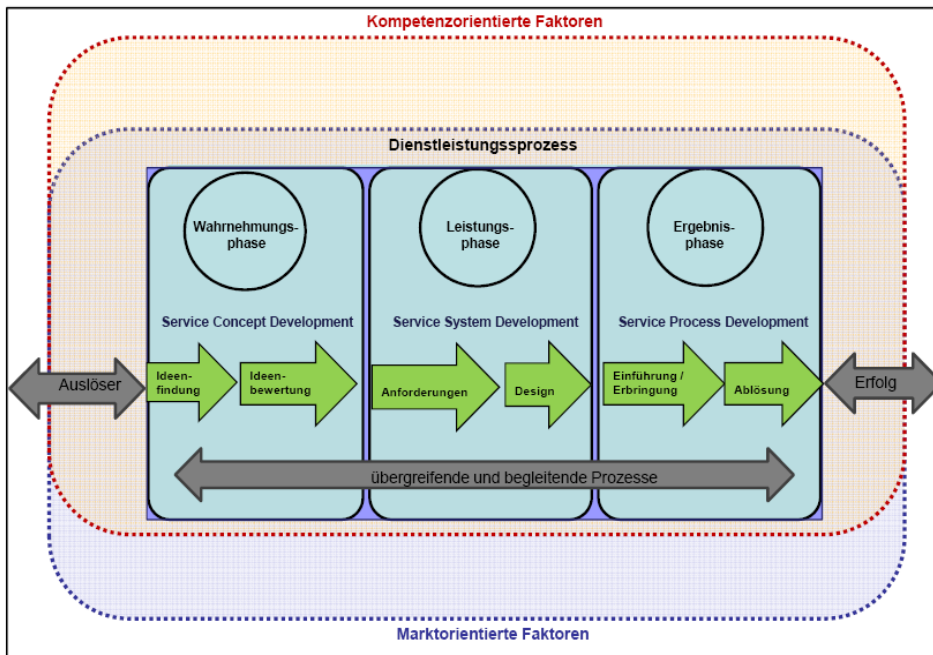 Kompetenzorientierte Faktoren
Dienstleistungssprozess
Wahrnehmungs-
phase
Leistungs-
phase
Ergebnis-
phase
Service Concept Development
Service System Development
Service Process Development
Auslöser
Ideen-
findung
Ideen-
bewertung
Anforderungen
Design
Einführung /
Erbringung
Ablösung
Erfolg
übergreifende und begleitende Prozesse
Marktorientierte Faktoren